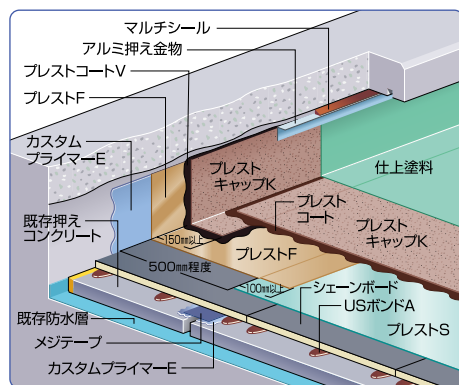 マルチシール
アルミ押え金物
プレストコートV
プレストF
カスタム
プライマーE
既存押え
コンクリート
プレスト
キャップK
仕上塗料
プレスト
コート
プレスト
キャップK
150㎜以上
プレストF
500㎜程度
100㎜以上
シェーンボード
USボンドA
プレストS
既存防水層
メジテープ
カスタムプライマーE